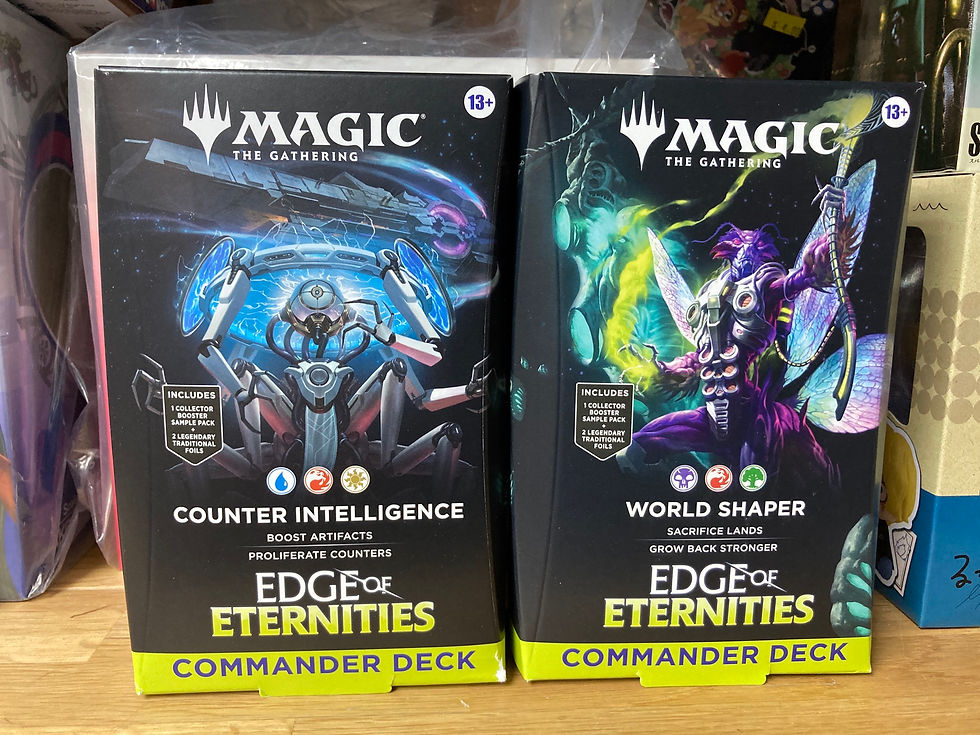 MAGIC®
THE GATHERING
13+
INCLUDES
1 COLLECTOR
BOOSTER
SAMPLE PACK
+
2 LEGENDARY
TRADITIONAL
FOILS
COUNTER INTELLIGENCE
BOOST ARTIFACTS
PROLIFERATE COUNTERS
EDGE OF
ETERNITIES
COMMANDER DECK
MAGIC
THE GATHERING
13+
INCLUDES
1 COLLECTOR
BOOSTER
SAMPLE PACK
+
2 LEGENDARY
TRADITIONAL
FOILS
WORLD SHAPER
SACRIFICE LANDS
GROW BACK STRONGER
EDGE OF
ETERNITIES
COMMANDER DECK
S
る